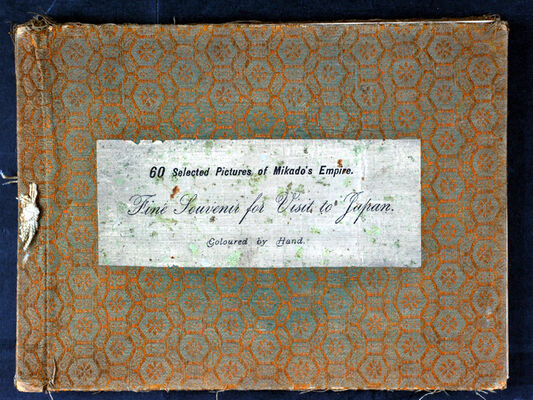 60 Selected Pictures of Mikado's Empire.
Fine Souvenir for Visit to Japan.
Coloured by Hand.